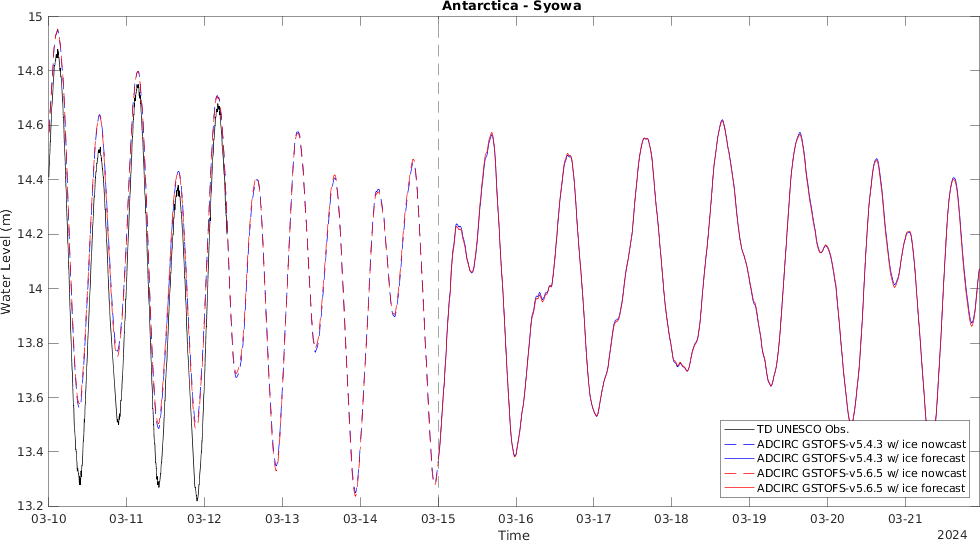 Antarctica - Syowa
15
14.8
14.6
14.4
14.2
14
13.8
13.6
13.4
13.2
Water Level (m)
03-10 03-11 03-12 03-13 03-14 03-15 03-16 03-17 03-18 03-19 03-20 03-21
Time
2024
TD UNESCO Obs.
ADCIRC GSTOFS-v5.4.3 w/ ice nowcast
ADCIRC GSTOFS-v5.4.3 w/ ice forecast
ADCIRC GSTOFS-v5.6.5 w/ ice nowcast
ADCIRC GSTOFS-v5.6.5 w/ ice forecast